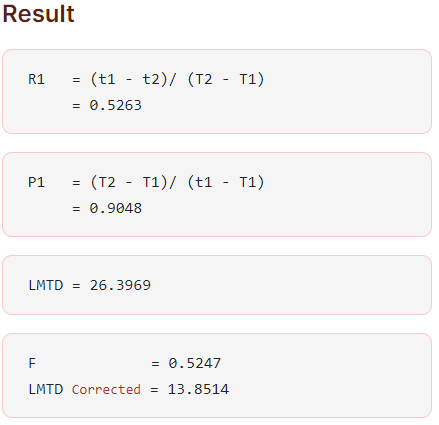 Result
R1   = (t1 - t2)/ (T2 - T1)
     = 0.5263
P1   = (T2 - T1)/ (t1 - T1)
     = 0.9048
LMTD = 26.3969
F             = 0.5247
LMTD Corrected = 13.8514